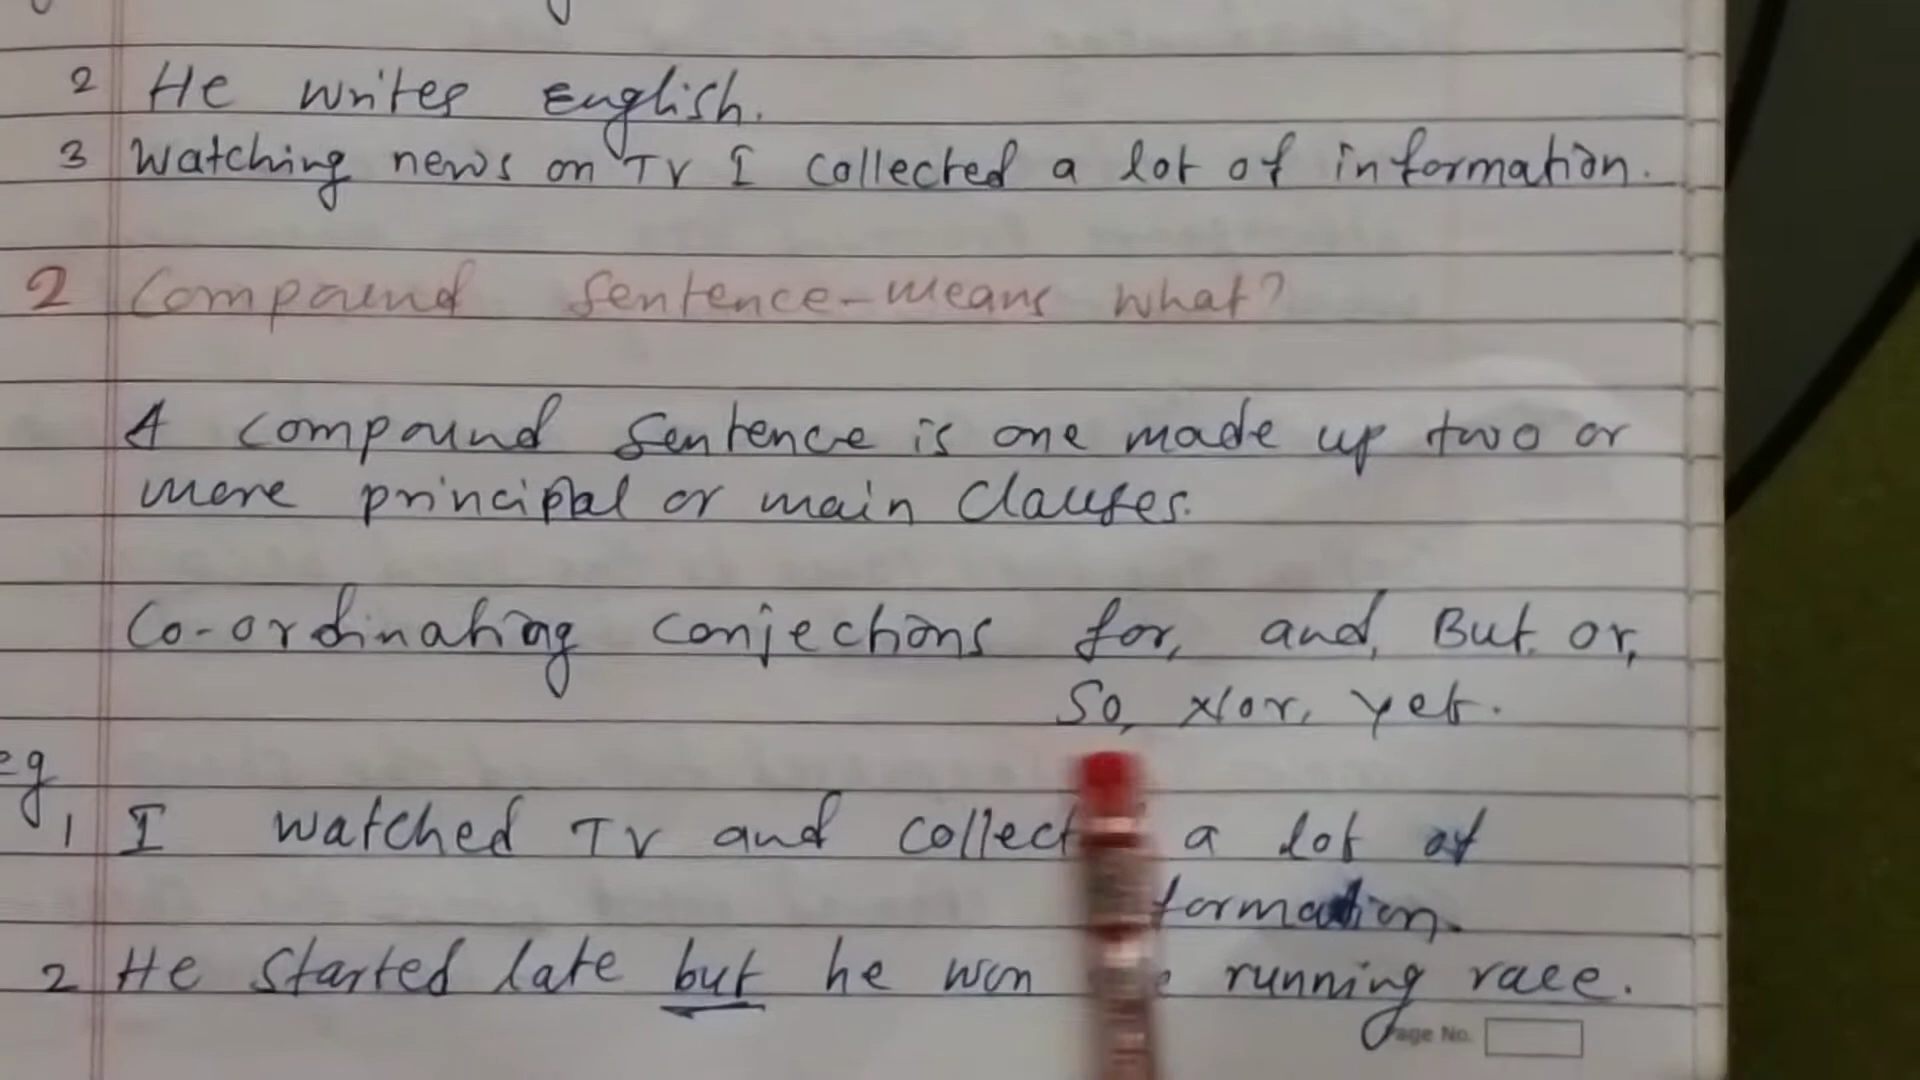 2 He writes English.
3 Watching news on TV I collected a lot of information.
2 Compound Sentence-means what?
A compound sentence is one made up two or
more principal or main clauses.
Co-ordinating conjections for, and, But, or,
So, Nor, yet.
eg,
1 I watched TV and a lot of
2 He started late but he won running race.
Page No.